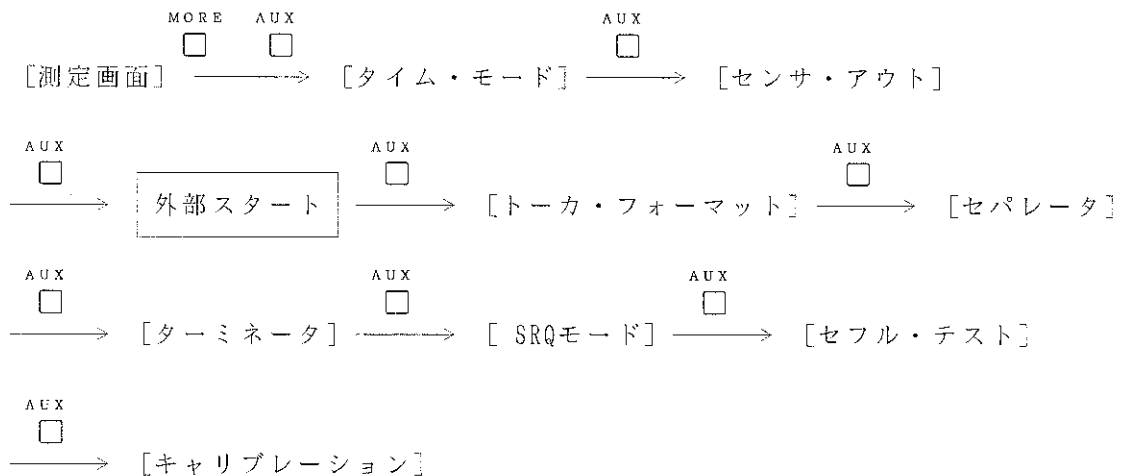 MORE AUX AUX
[測定画面] [タイム・モード] [センサ・アウト]
AUX AUX AUX
外部スタート [トーカ・フォーマット] [セパレータ]
AUX AUX AUX
[ターミネータ] [SRQモード] [セフル・テスト]
AUX
[キャリブレーション]